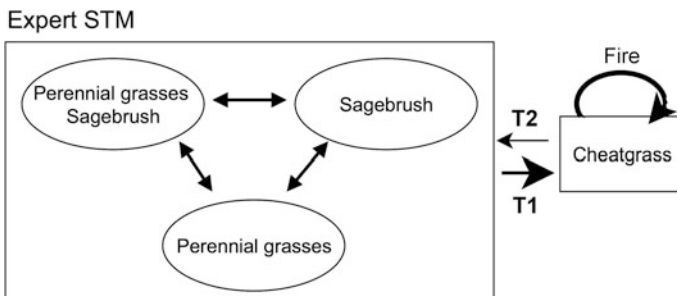 Expert STM
Fire
Perennial grasses
Sagebrush
Sagebrush
T2
Cheatgrass
T1
Perennial grasses